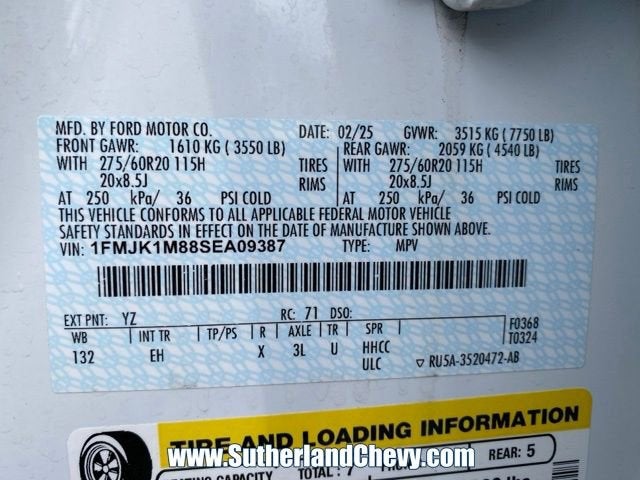 MFD. BY FORD MOTOR CO. DATE: 02/25 GVWR: 3515 KG ( 7750 LB)
FRONT GAWR: 1610 KG ( 3550 LB) REAR GAWR: 2059 KG ( 4540 LB)
WITH 275/60R20 115H TIRES WITH 275/60R20 115H TIRES
20x8.5J RIMS 20x8.5J RIMS
AT 250 kPa/ 36 PSI COLD AT 250 kPa/ 36 PSI COLD
THIS VEHICLE CONFORMS TO ALL APPLICABLE FEDERAL MOTOR VEHICLE
SAFETY STANDARDS IN EFFECT ON THE DATE OF MANUFACTURE SHOWN ABOVE.
VIN: 1FMJK1M88SEA09387 TYPE: MPV
EXT PNT: YZ RC: 71 DSO:
WB INT TR TP/PS R AXLE TR SPR
132 EH X 3L U HHCC
ULC
F0368
T0324
RU5A-3520472-AB
TIRE AND LOADING INFORMATION
SEATING CAPACITY TOTAL: 7 REAR: 5
www.SutherlandChevy.com